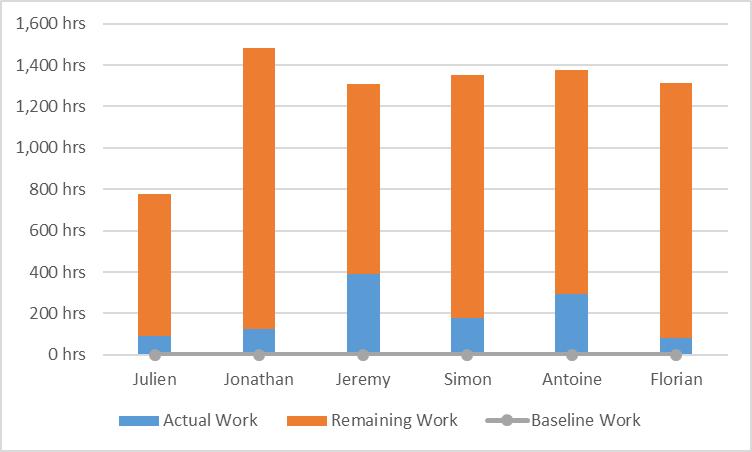 1,600 hrs
1,400 hrs
1,200 hrs
1,000 hrs
800 hrs
600 hrs
400 hrs
200 hrs
0 hrs
Julien Jonathan Jeremy Simon Antoine Florian
Actual Work Remaining Work Baseline Work